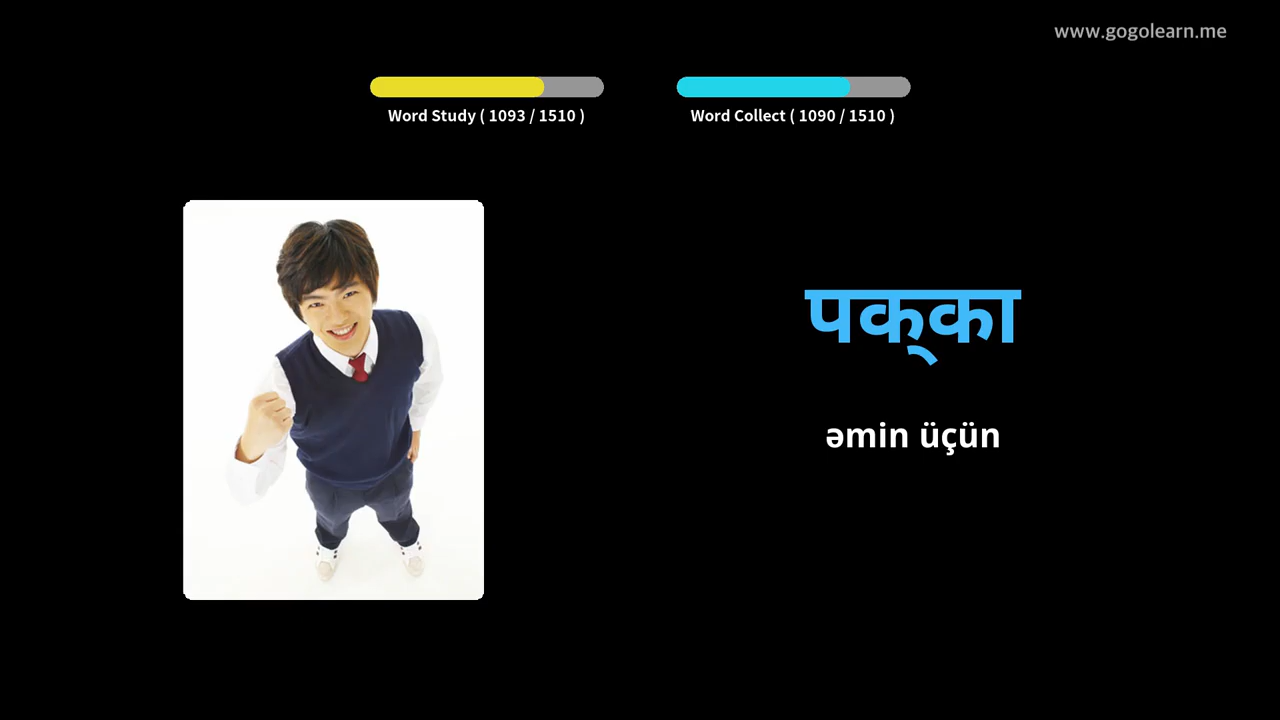 www.gogolearn.me
Word Study ( 1093 / 1510 )
Word Collect ( 1090 / 1510 )
पक्‌का
əmin üçün